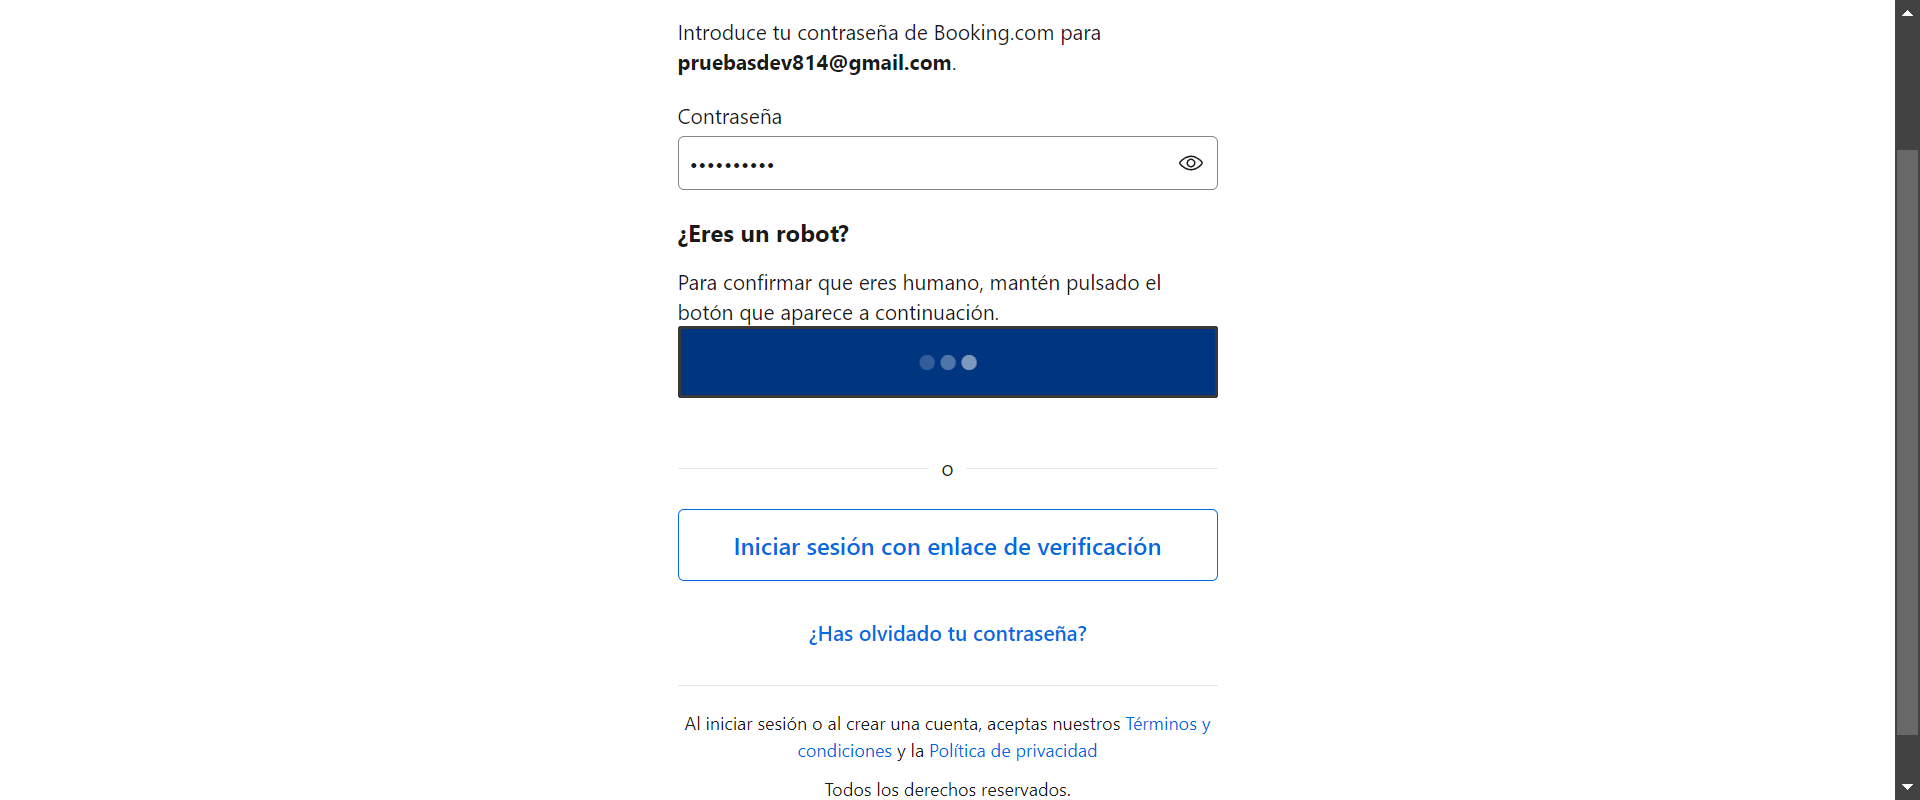 Introduce tu contraseña de Booking.com para
pruebasdev814@gmail.com.
Contraseña
••••••••••
¿Eres un robot?
Para confirmar que eres humano, mantén pulsado el
botón que aparece a continuación.
o
Iniciar sesión con enlace de verificación
¿Has olvidado tu contraseña?
Al iniciar sesión o al crear una cuenta, aceptas nuestros Términos y
condiciones y la Política de privacidad
Todos los derechos reservados.